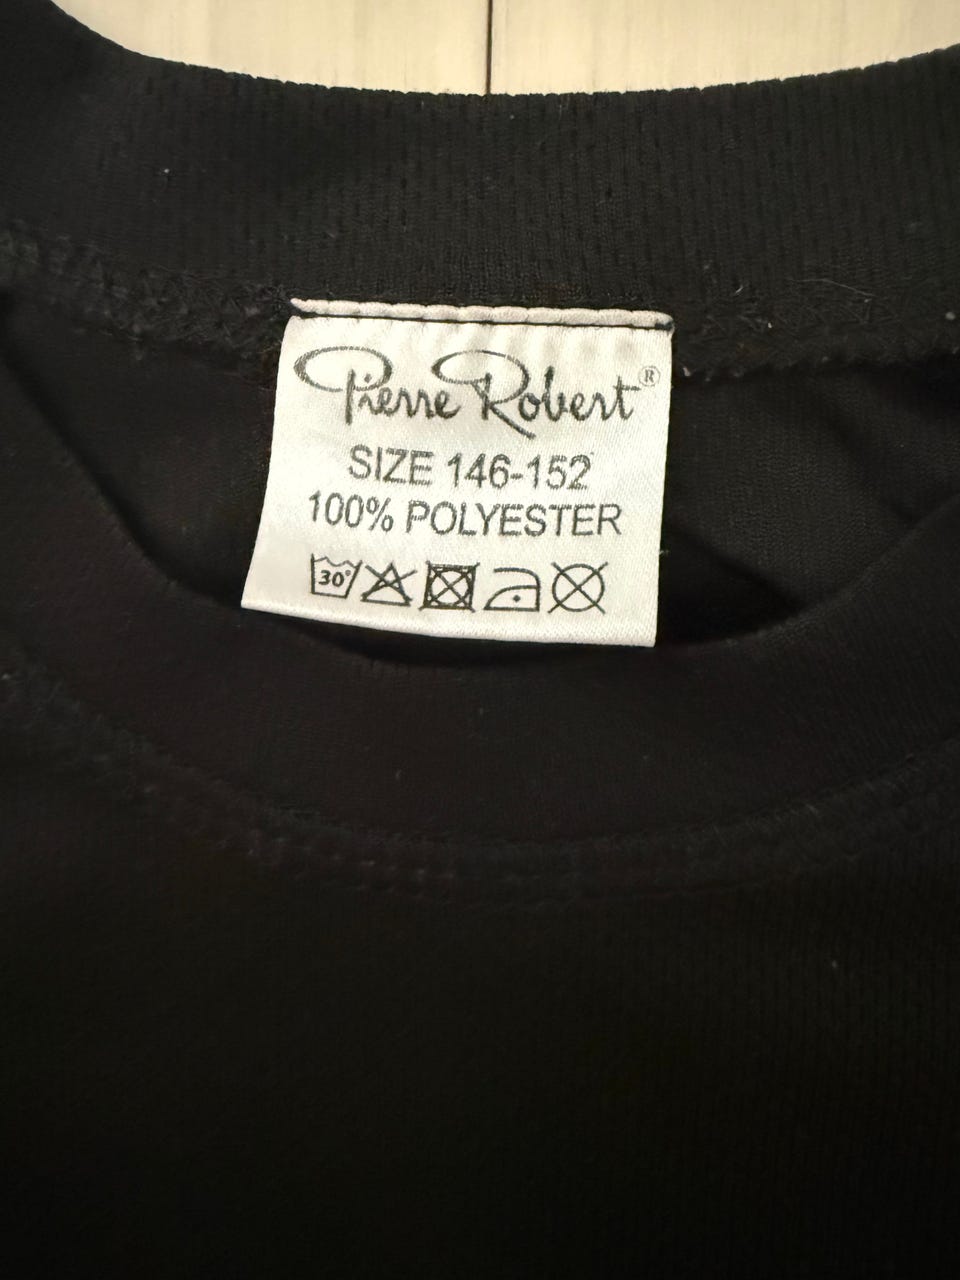 Pierre Robert®
SIZE 146-152
100% POLYESTER
30°